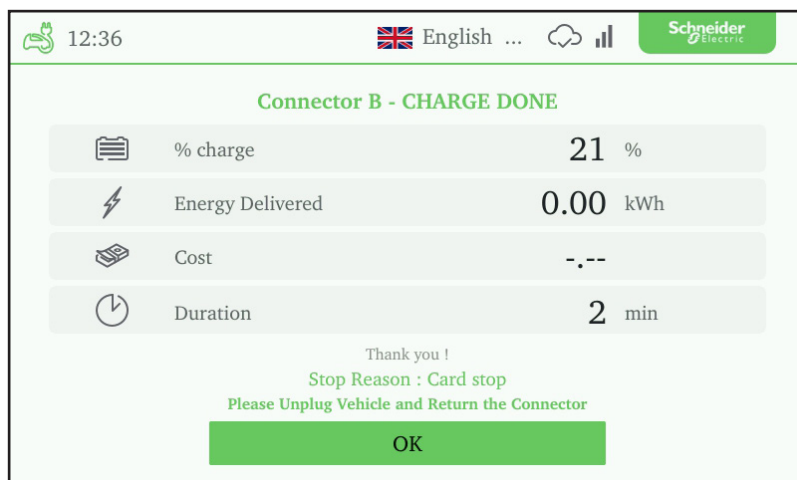 12:36
English ...
Schneider
Electric
Connector B - CHARGE DONE
% charge 21 %
Energy Delivered 0.00 kWh
Cost -.--
Duration 2 min
Thank you !
Stop Reason : Card stop
Please Unplug Vehicle and Return the Connector
OK